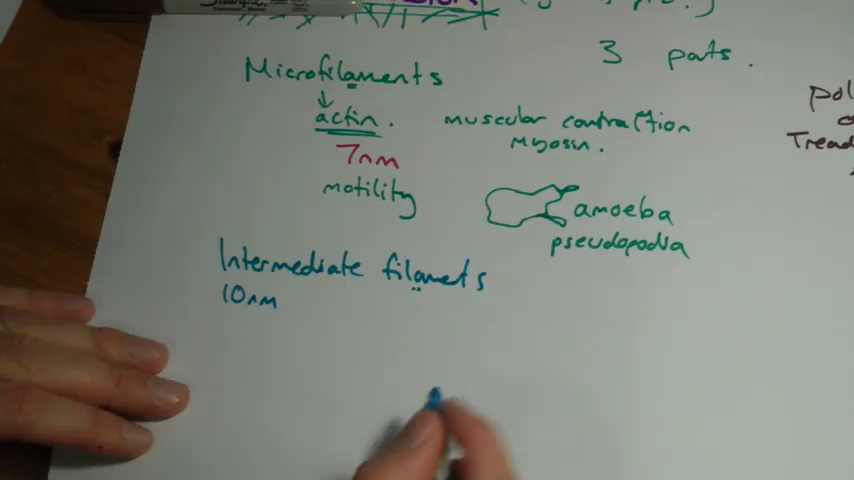 3 parts.
Microfilaments
↓
actin.
muscular contraction
myosin.
7nm
motility
amoeba
pseudopodia
Intermediate filaments
10nm